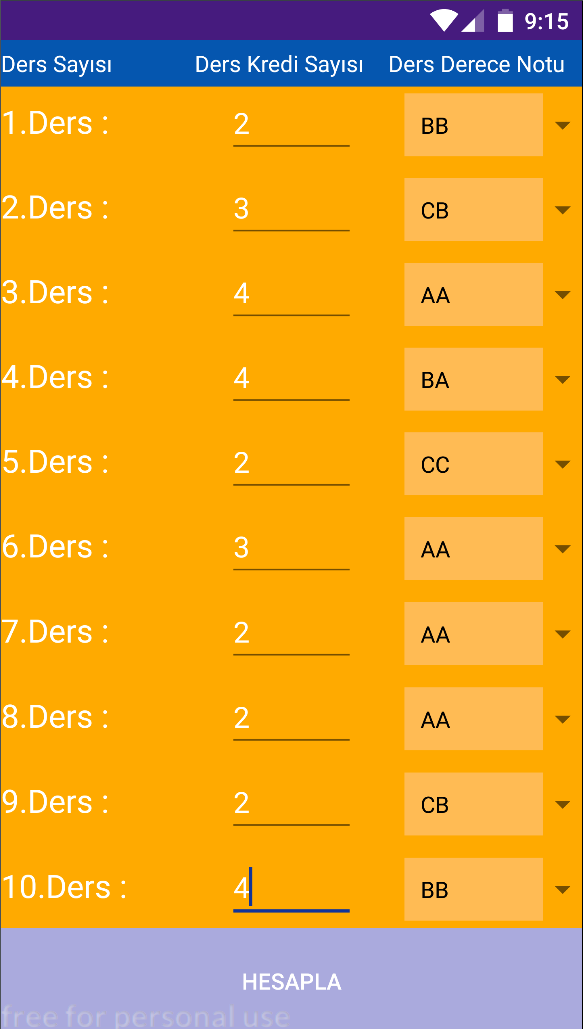 9:15
Ders Sayısı Ders Kredi Sayısı Ders Derece Notu
1.Ders : 2 BB
2.Ders : 3 CB
3.Ders : 4 AA
4.Ders : 4 BA
5.Ders : 2 CC
6.Ders : 3 AA
7.Ders : 2 AA
8.Ders : 2 AA
9.Ders : 2 CB
10.Ders : 4 BB
HESAPLA
free for personal use